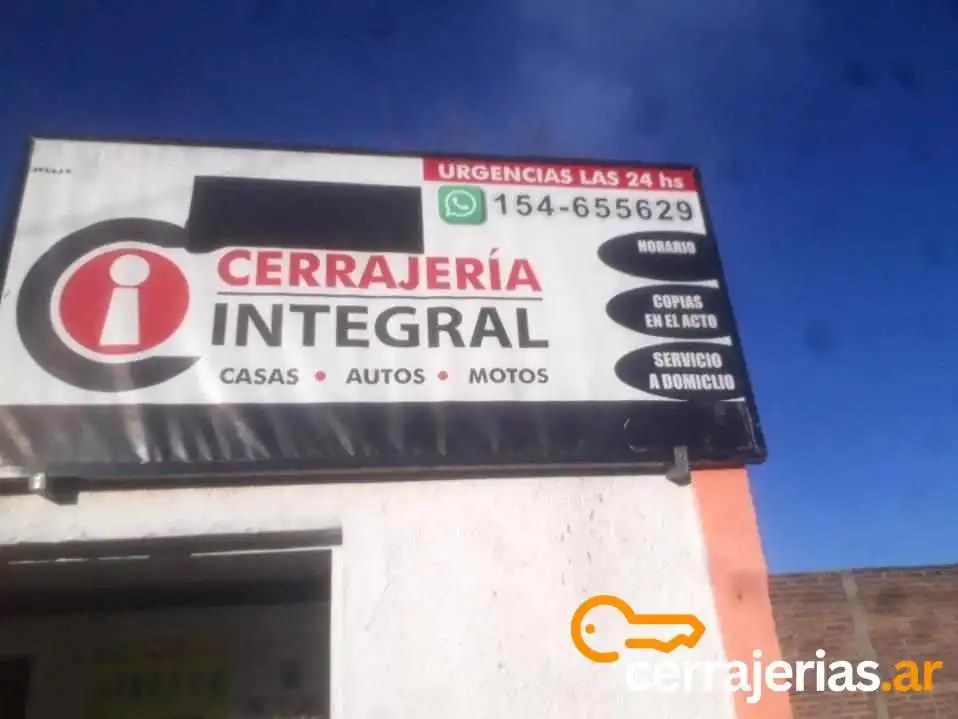 URGENCIAS LAS 24 hs
154-655629
CERRAJERÍA
INTEGRAL
CASAS • AUTOS • MOTOS
HORARIO
COPIAS
EN EL ACTO
SERVICIO
A DOMICLIO
cerrajerias.ar